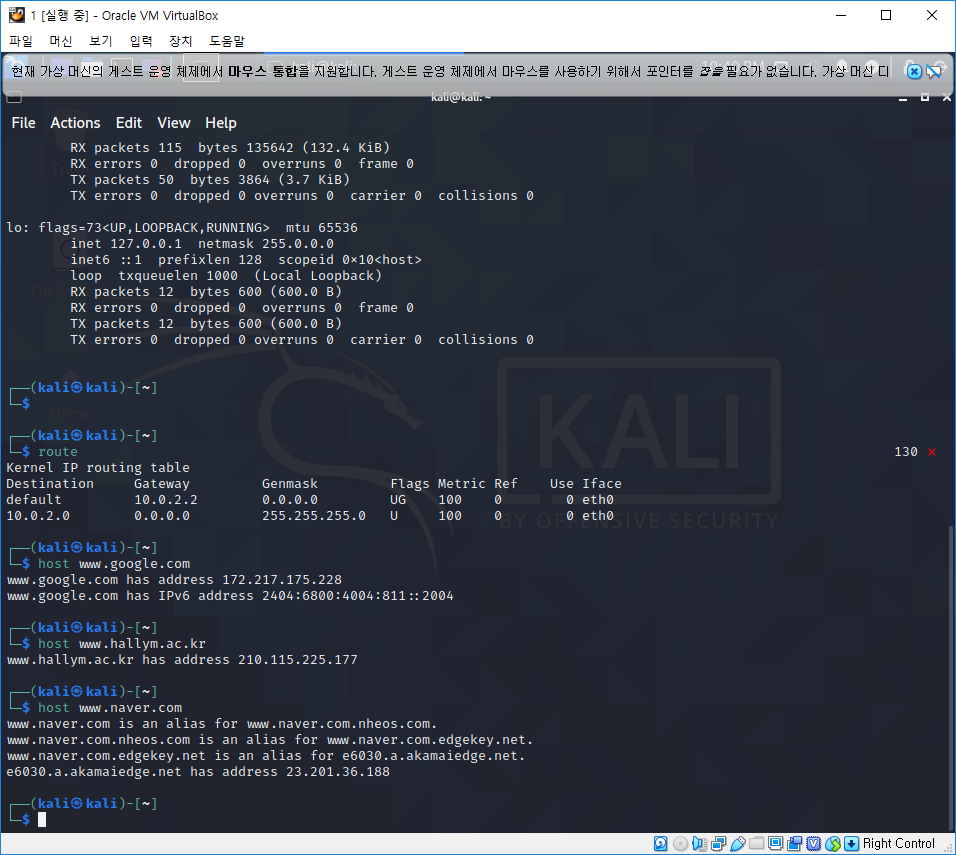 1 [실행 중] - Oracle VM VirtualBox
파일 머신 보기 입력 장치 도움말
현재 가상 머신의 게스트 운영 체제에서 마우스 통합을 지원합니다. 게스트 운영 체제에서 마우스를 사용하기 위해서 포인터를 잡을 필요가 없습니다. 가상 머신 디
kali@kali: ~
File Actions Edit View Help
RX packets 115  bytes 135642 (132.4 KiB)
RX errors 0  dropped 0  overruns 0  frame 0
TX packets 50  bytes 3864 (3.7 KiB)
TX errors 0  dropped 0 overruns 0  carrier 0  collisions 0
lo: flags=73<UP,LOOPBACK,RUNNING>  mtu 65536
inet 127.0.0.1  netmask 255.0.0.0
inet6 ::1  prefixlen 128  scopeid 0×10<host>
loop  txqueuelen 1000  (Local Loopback)
RX packets 12  bytes 600 (600.0 B)
RX errors 0  dropped 0  overruns 0  frame 0
TX packets 12  bytes 600 (600.0 B)
TX errors 0  dropped 0 overruns 0  carrier 0  collisions 0
┌──(kali㉿kali)-[~]
└─$
Home
┌──(kali㉿kali)-[~]
└─$ route 130 ⨯
Kernel IP routing table
Destination     Gateway         Genmask         Flags Metric Ref    Use Iface
default         10.0.2.2        0.0.0.0         UG    100    0        0 eth0
10.0.2.0        0.0.0.0         255.255.255.0   U     100    0        0 eth0
KALI
BY OFFENSIVE SECURITY
┌──(kali㉿kali)-[~]
└─$ host www.google.com
www.google.com has address 172.217.175.228
www.google.com has IPv6 address 2404:6800:4004:811::2004
┌──(kali㉿kali)-[~]
└─$ host www.hallym.ac.kr
www.hallym.ac.kr has address 210.115.225.177
┌──(kali㉿kali)-[~]
└─$ host www.naver.com
www.naver.com is an alias for www.naver.com.nheos.com.
www.naver.com.nheos.com is an alias for www.naver.com.edgekey.net.
www.naver.com.edgekey.net is an alias for e6030.a.akamaiedge.net.
e6030.a.akamaiedge.net has address 23.201.36.188
┌──(kali㉿kali)-[~]
└─$
Right Control